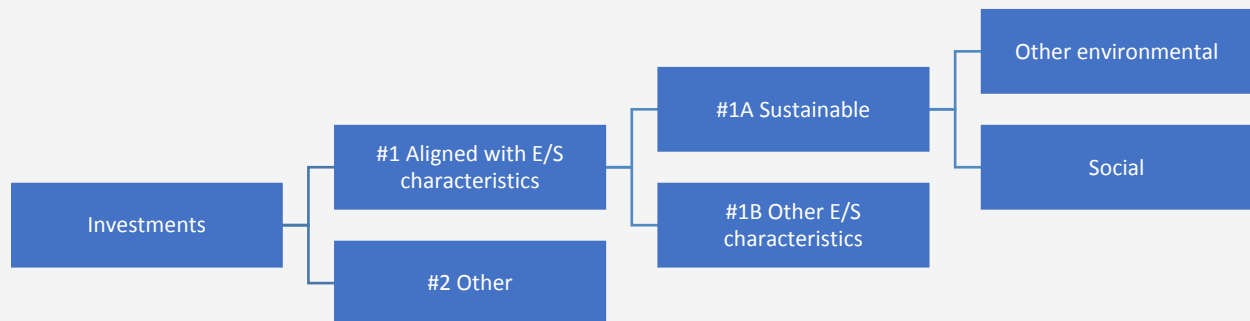 Other environmental
#1A Sustainable
#1 Aligned with E/S
characteristics
Social
Investments
#1B Other E/S
characteristics
#2 Other